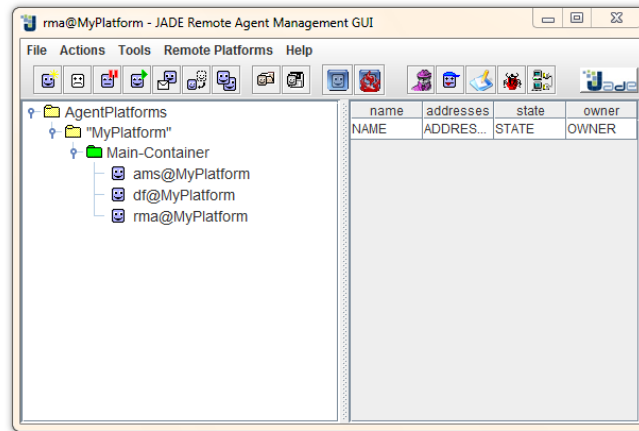 rma@MyPlatform - JADE Remote Agent Management GUI
File Actions Tools Remote Platforms Help
Jade
AgentPlatforms
"MyPlatform"
Main-Container
ams@MyPlatform
df@MyPlatform
rma@MyPlatform
name addresses state owner
NAME ADDRES... STATE OWNER